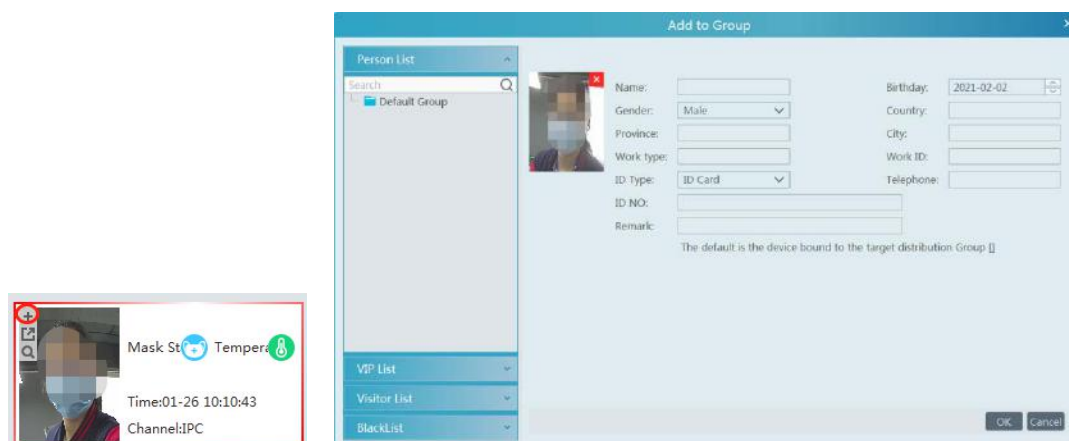 Mask St Tempera
Time:01-26 10:10:43
Channel:IPC
Add to Group
Person List
Search
Default Group
VIP List
Visitor List
BlackList
Name:
Birthday: 2021-02-02
Gender: Male
Country:
Province:
City:
Work type:
Work ID:
ID Type: ID Card
Telephone:
ID NO:
Remark:
The default is the device bound to the target distribution Group []
OK Cancel